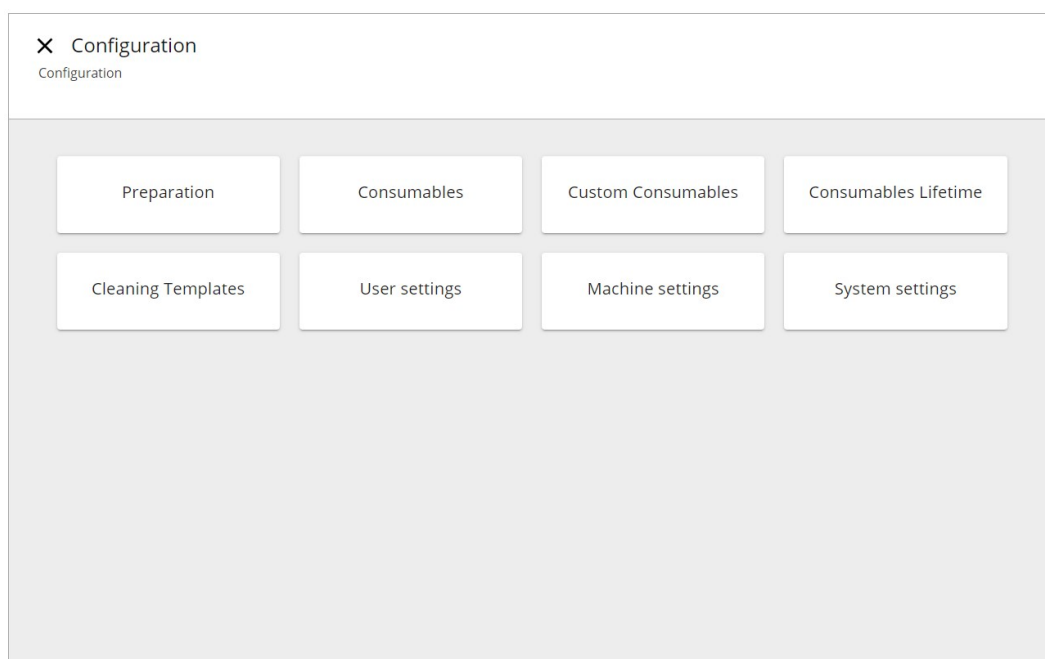 Configuration
Configuration
Preparation
Consumables
Custom Consumables
Consumables Lifetime
Cleaning Templates
User settings
Machine settings
System settings